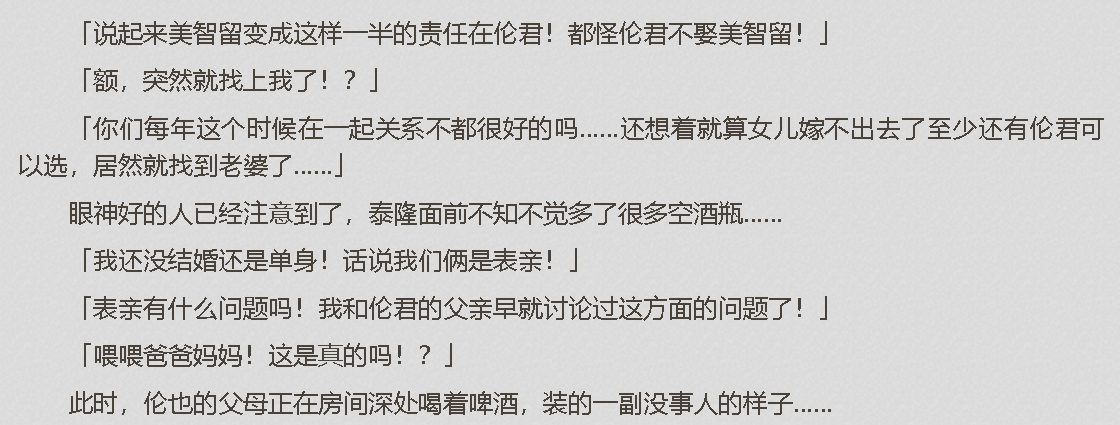 「说起来美智留变成这样一半的责任在伦君！都怪伦君不娶美智留！」
「额，突然就找上我了！？」
「你们每年这个时候在一起关系不都很好的吗……还想着就算女儿嫁不出去了至少还有伦君可
以选，居然就找到老婆了……」
眼神好的人已经注意到了，泰隆面前不知不觉多了很多空酒瓶……
「我还没结婚还是单身！话说我们俩是表亲！」
「表亲有什么问题吗！我和伦君的父亲早就讨论过这方面的问题了！」
「喂喂爸爸妈妈！这是真的吗！？」
此时，伦也的父母正在房间深处喝着啤酒，装的一副没事人的样子……